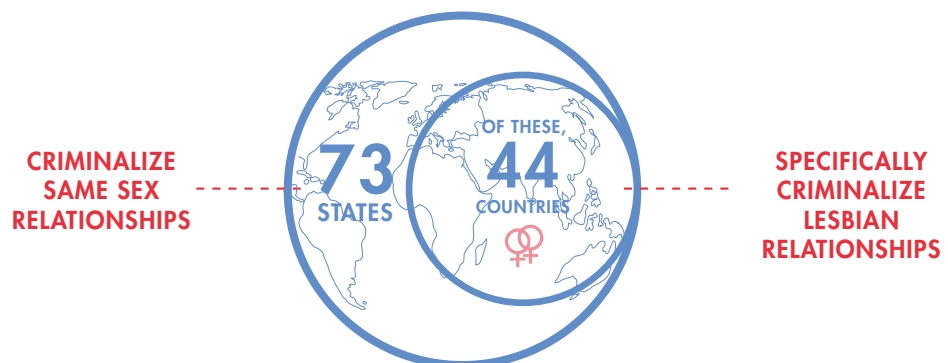 CRIMINALIZE
SAME SEX
RELATIONSHIPS
73
STATES
OF THESE,
44
COUNTRIES
SPECIFICALLY
CRIMINALIZE
LESBIAN
RELATIONSHIPS